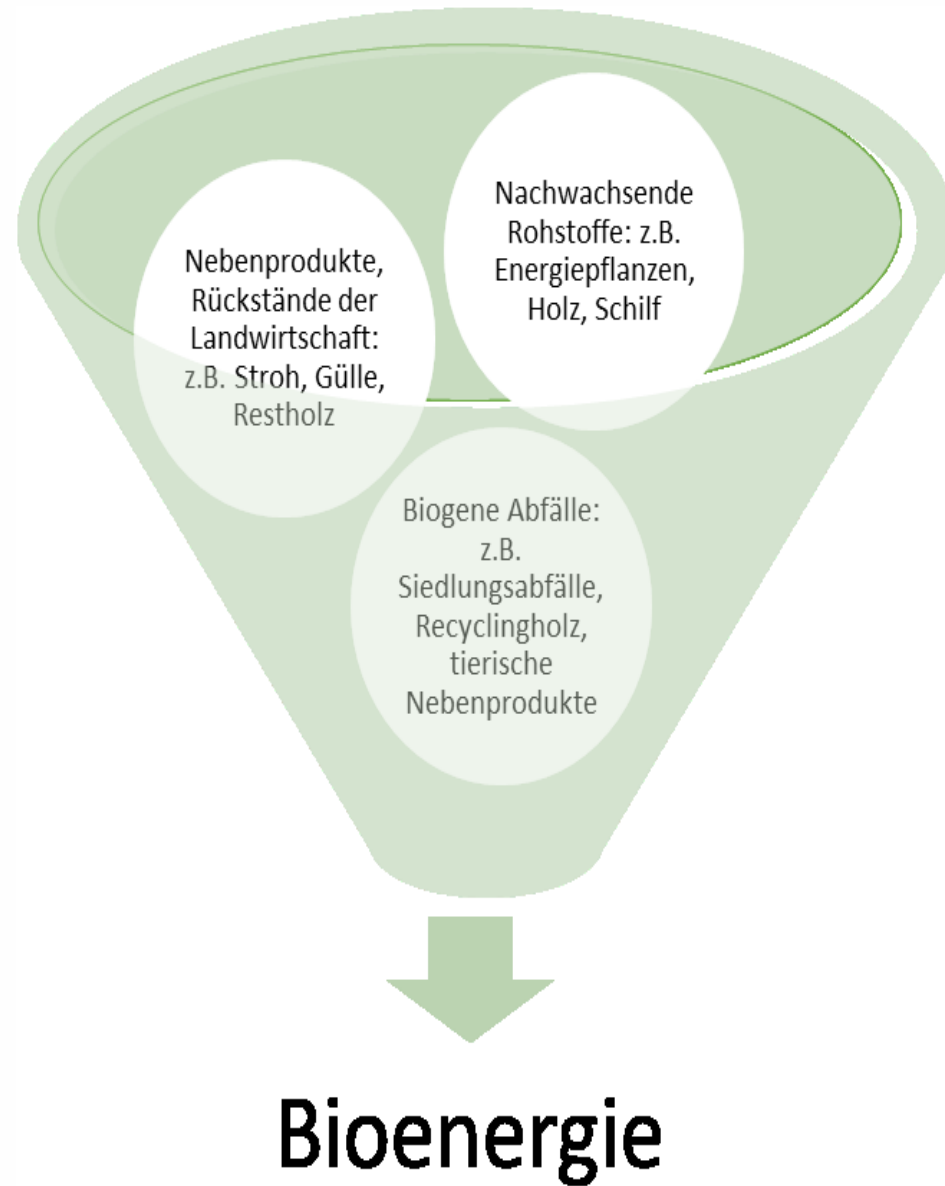 Nebenprodukte,
Rückstände der
Landwirtschaft:
z.B. Stroh, Gülle,
Restholz
Nachwachsende
Rohstoffe: z.B.
Energiepflanzen,
Holz, Schilf
Biogene Abfälle:
z.B.
Siedlungsabfälle,
Recyclingholz,
tierische
Nebenprodukte
Bioenergie